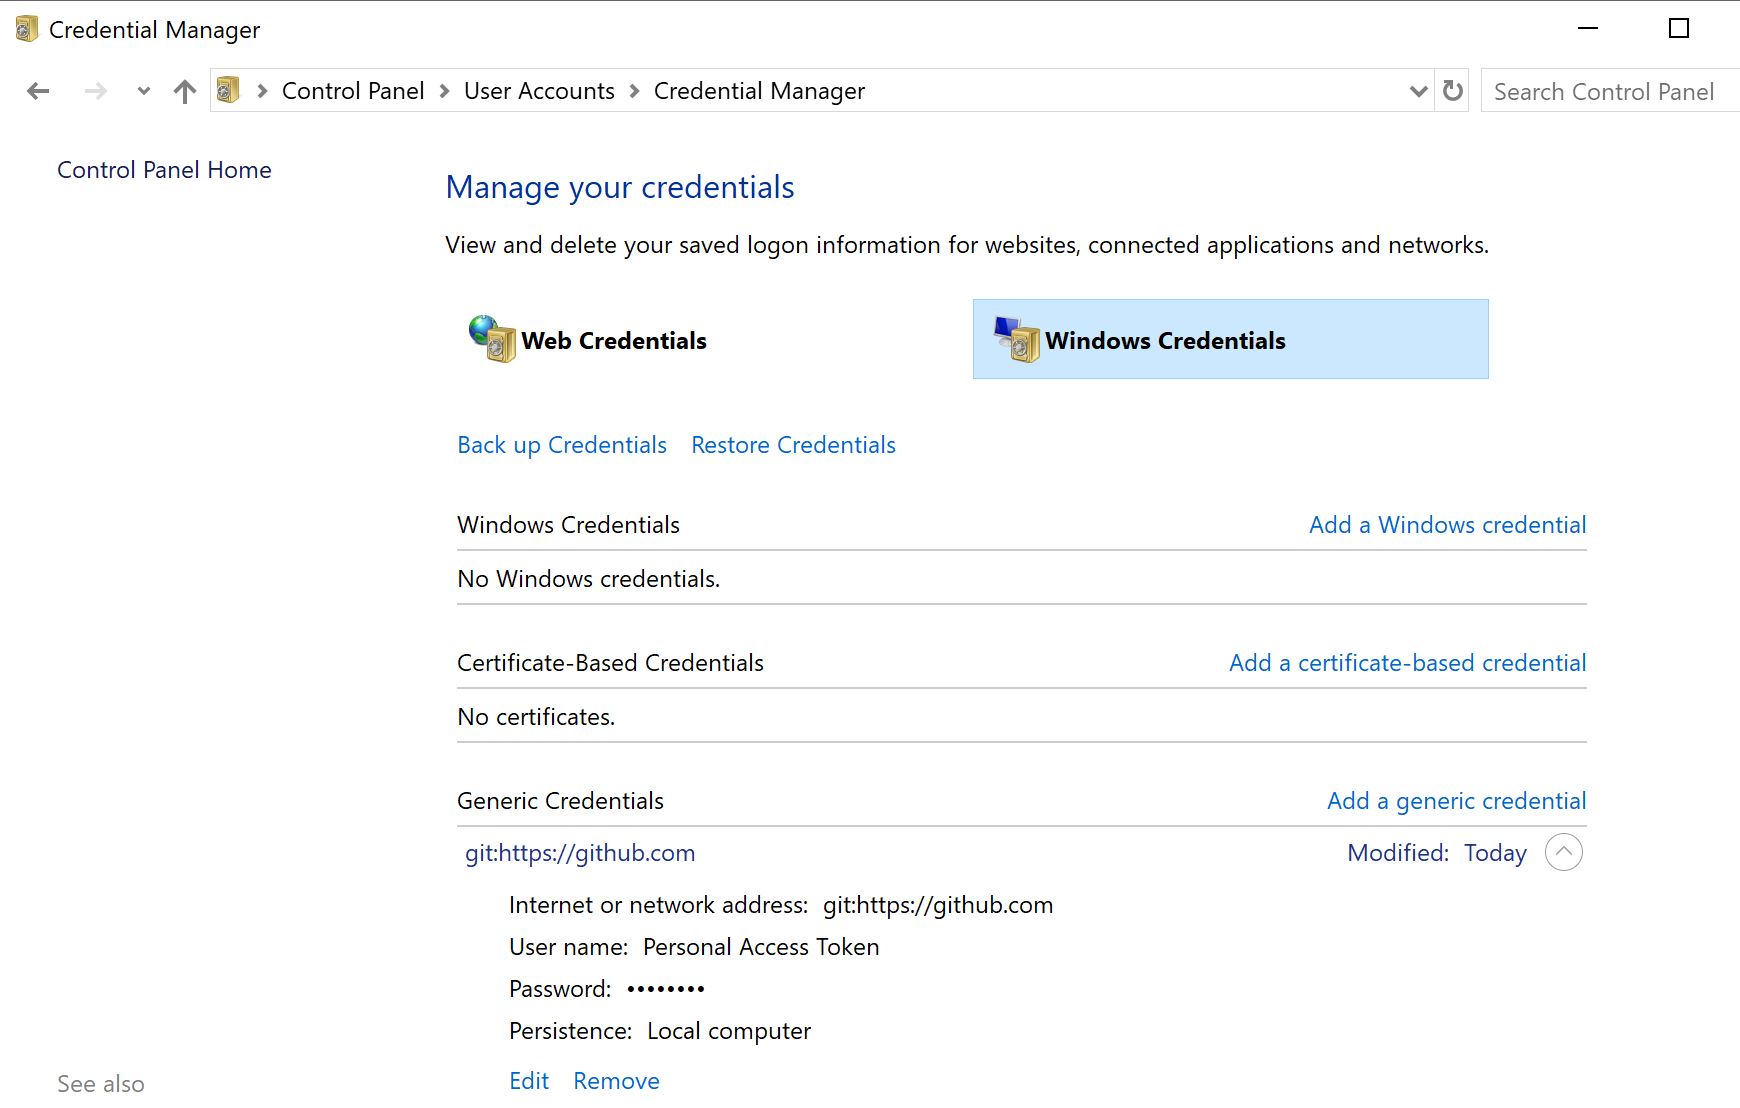 Credential Manager
Control Panel > User Accounts > Credential Manager
Search Control Panel
Control Panel Home
Manage your credentials
View and delete your saved logon information for websites, connected applications and networks.
Web Credentials
Windows Credentials
Back up Credentials Restore Credentials
Windows Credentials Add a Windows credential
No Windows credentials.
Certificate-Based Credentials Add a certificate-based credential
No certificates.
Generic Credentials Add a generic credential
git:https://github.com Modified: Today
Internet or network address: git:https://github.com
User name: Personal Access Token
Password: ••••••••
Persistence: Local computer
Edit Remove
See also